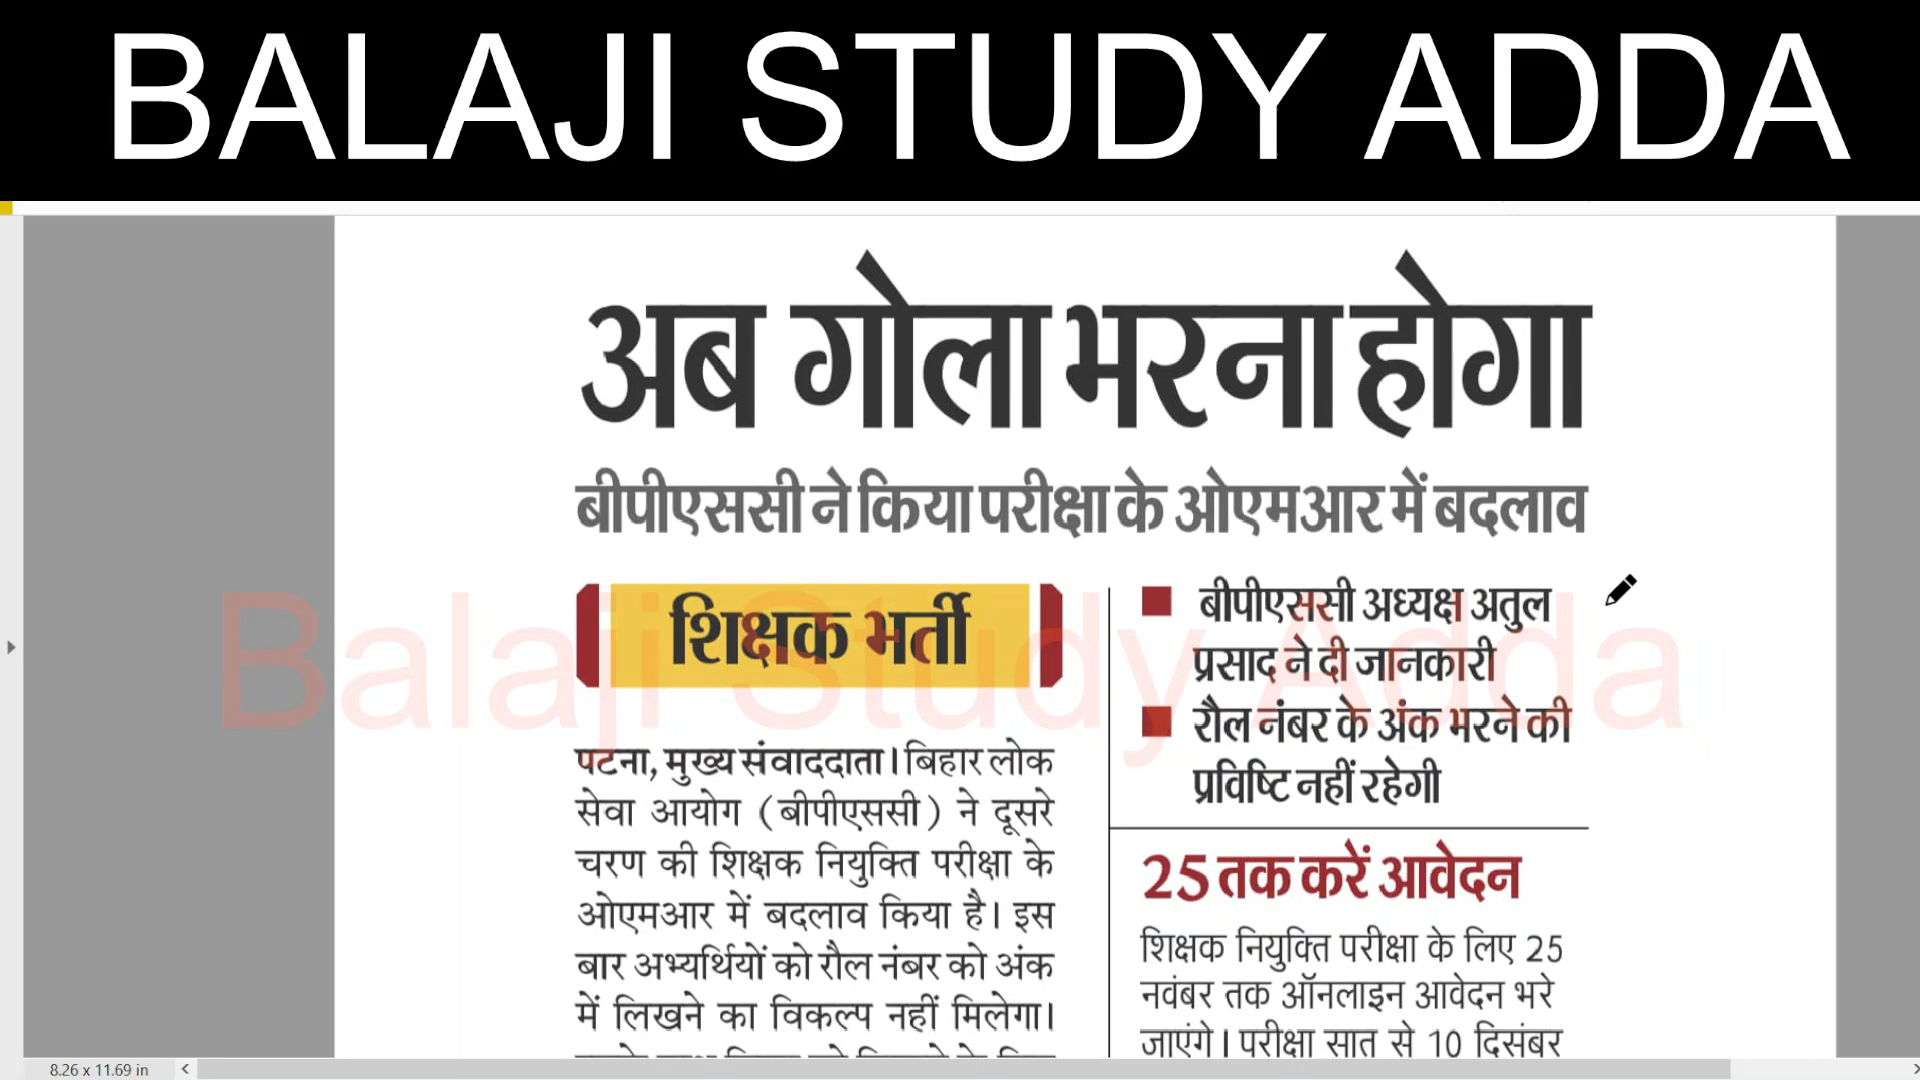 BALAJI STUDY ADDA
अब गोला भरना होगा
बीपीएससी ने किया परीक्षा के ओएमआर में बदलाव
शिक्षक भर्ती
पटना, मुख्य संवाददाता। बिहार लोक
सेवा आयोग (बीपीएससी) ने दूसरे
चरण की शिक्षक नियुक्ति परीक्षा के
ओएमआर में बदलाव किया है। इस
बार अभ्यर्थियों को रौल नंबर को अंक
में लिखने का विकल्प नहीं मिलेगा।
बीपीएससी अध्यक्ष अतुल
प्रसाद ने दी जानकारी
रौल नंबर के अंक भरने की
प्रविष्टि नहीं रहेगी
25 तक करें आवेदन
शिक्षक नियुक्ति परीक्षा के लिए 25
नवंबर तक ऑनलाइन आवेदन भरे
जाएंगे। परीक्षा सात से 10 दिसंबर
Balaji Study Adda
8.26 x 11.69 in